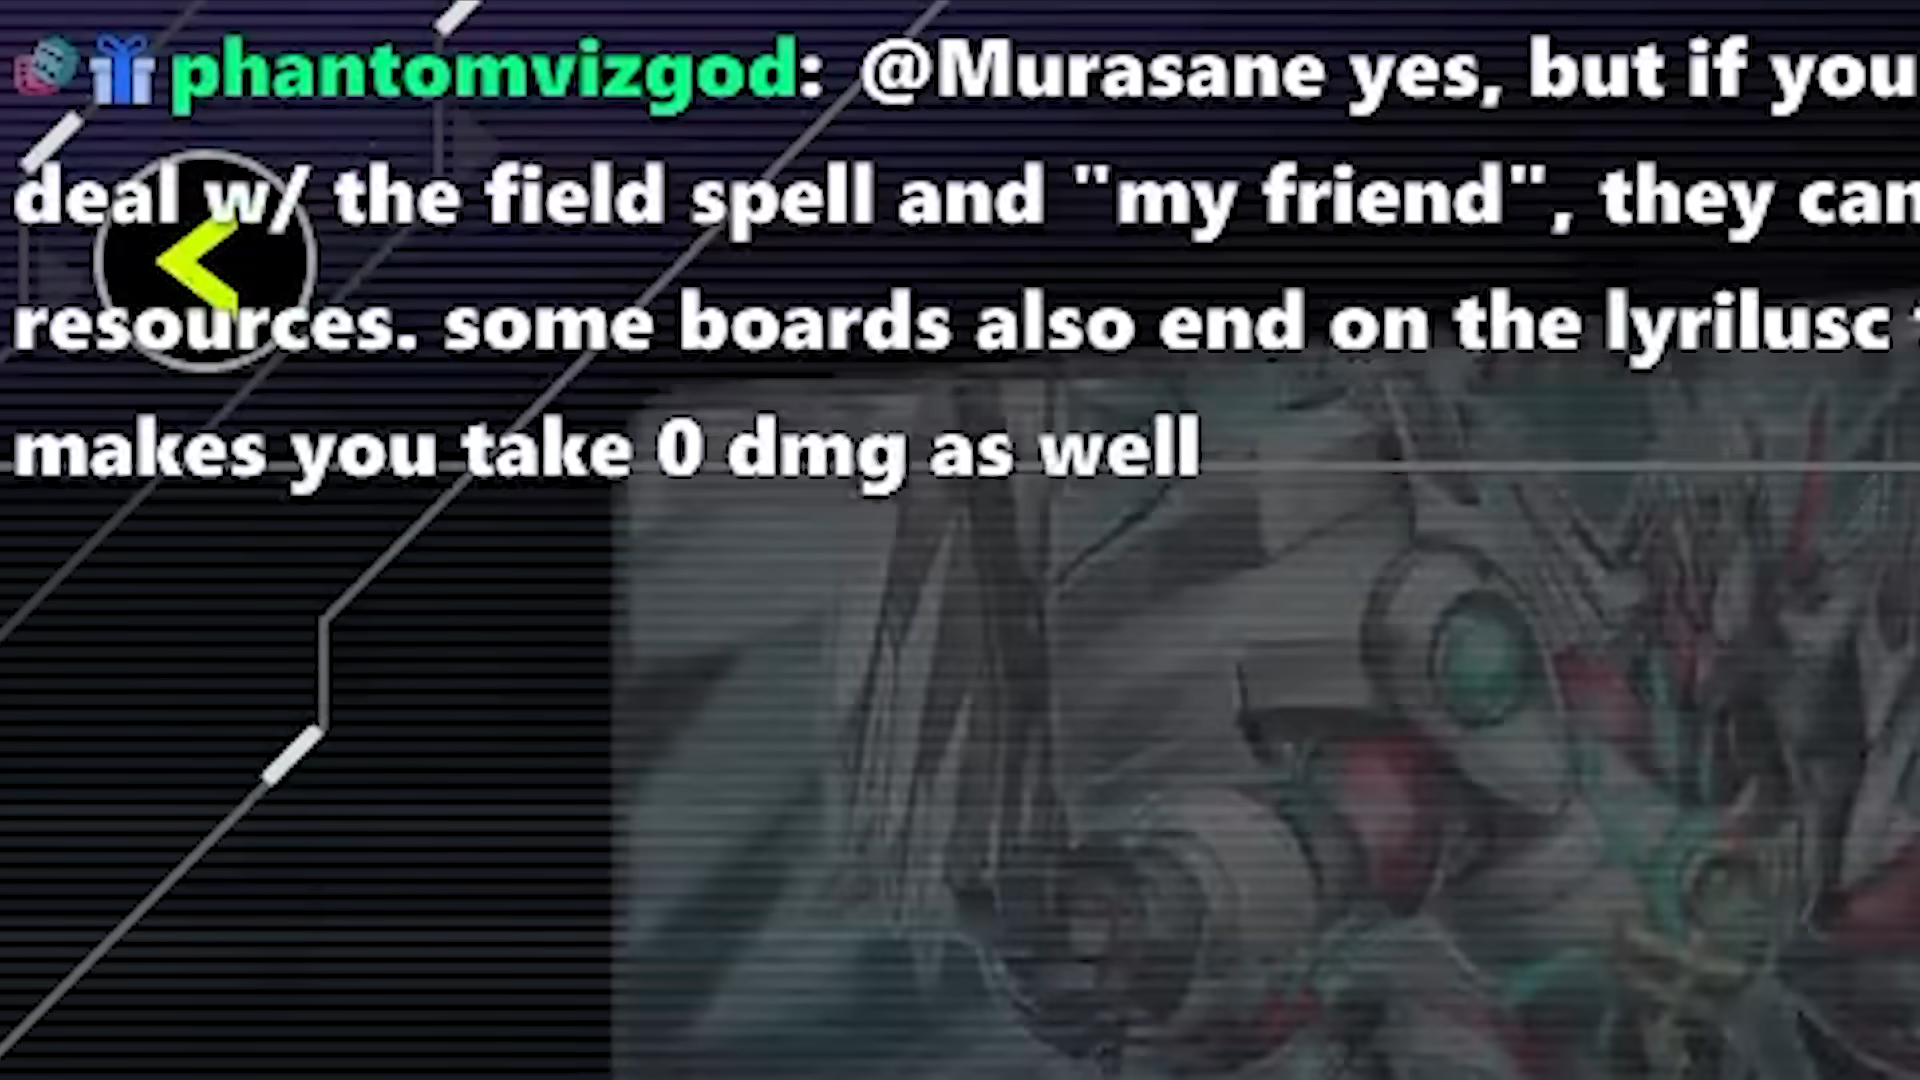 phantomvizgod: @Murasane yes, but if you
deal w/ the field spell and "my friend", they can
resources. some boards also end on the lyrilusc
makes you take 0 dmg as well